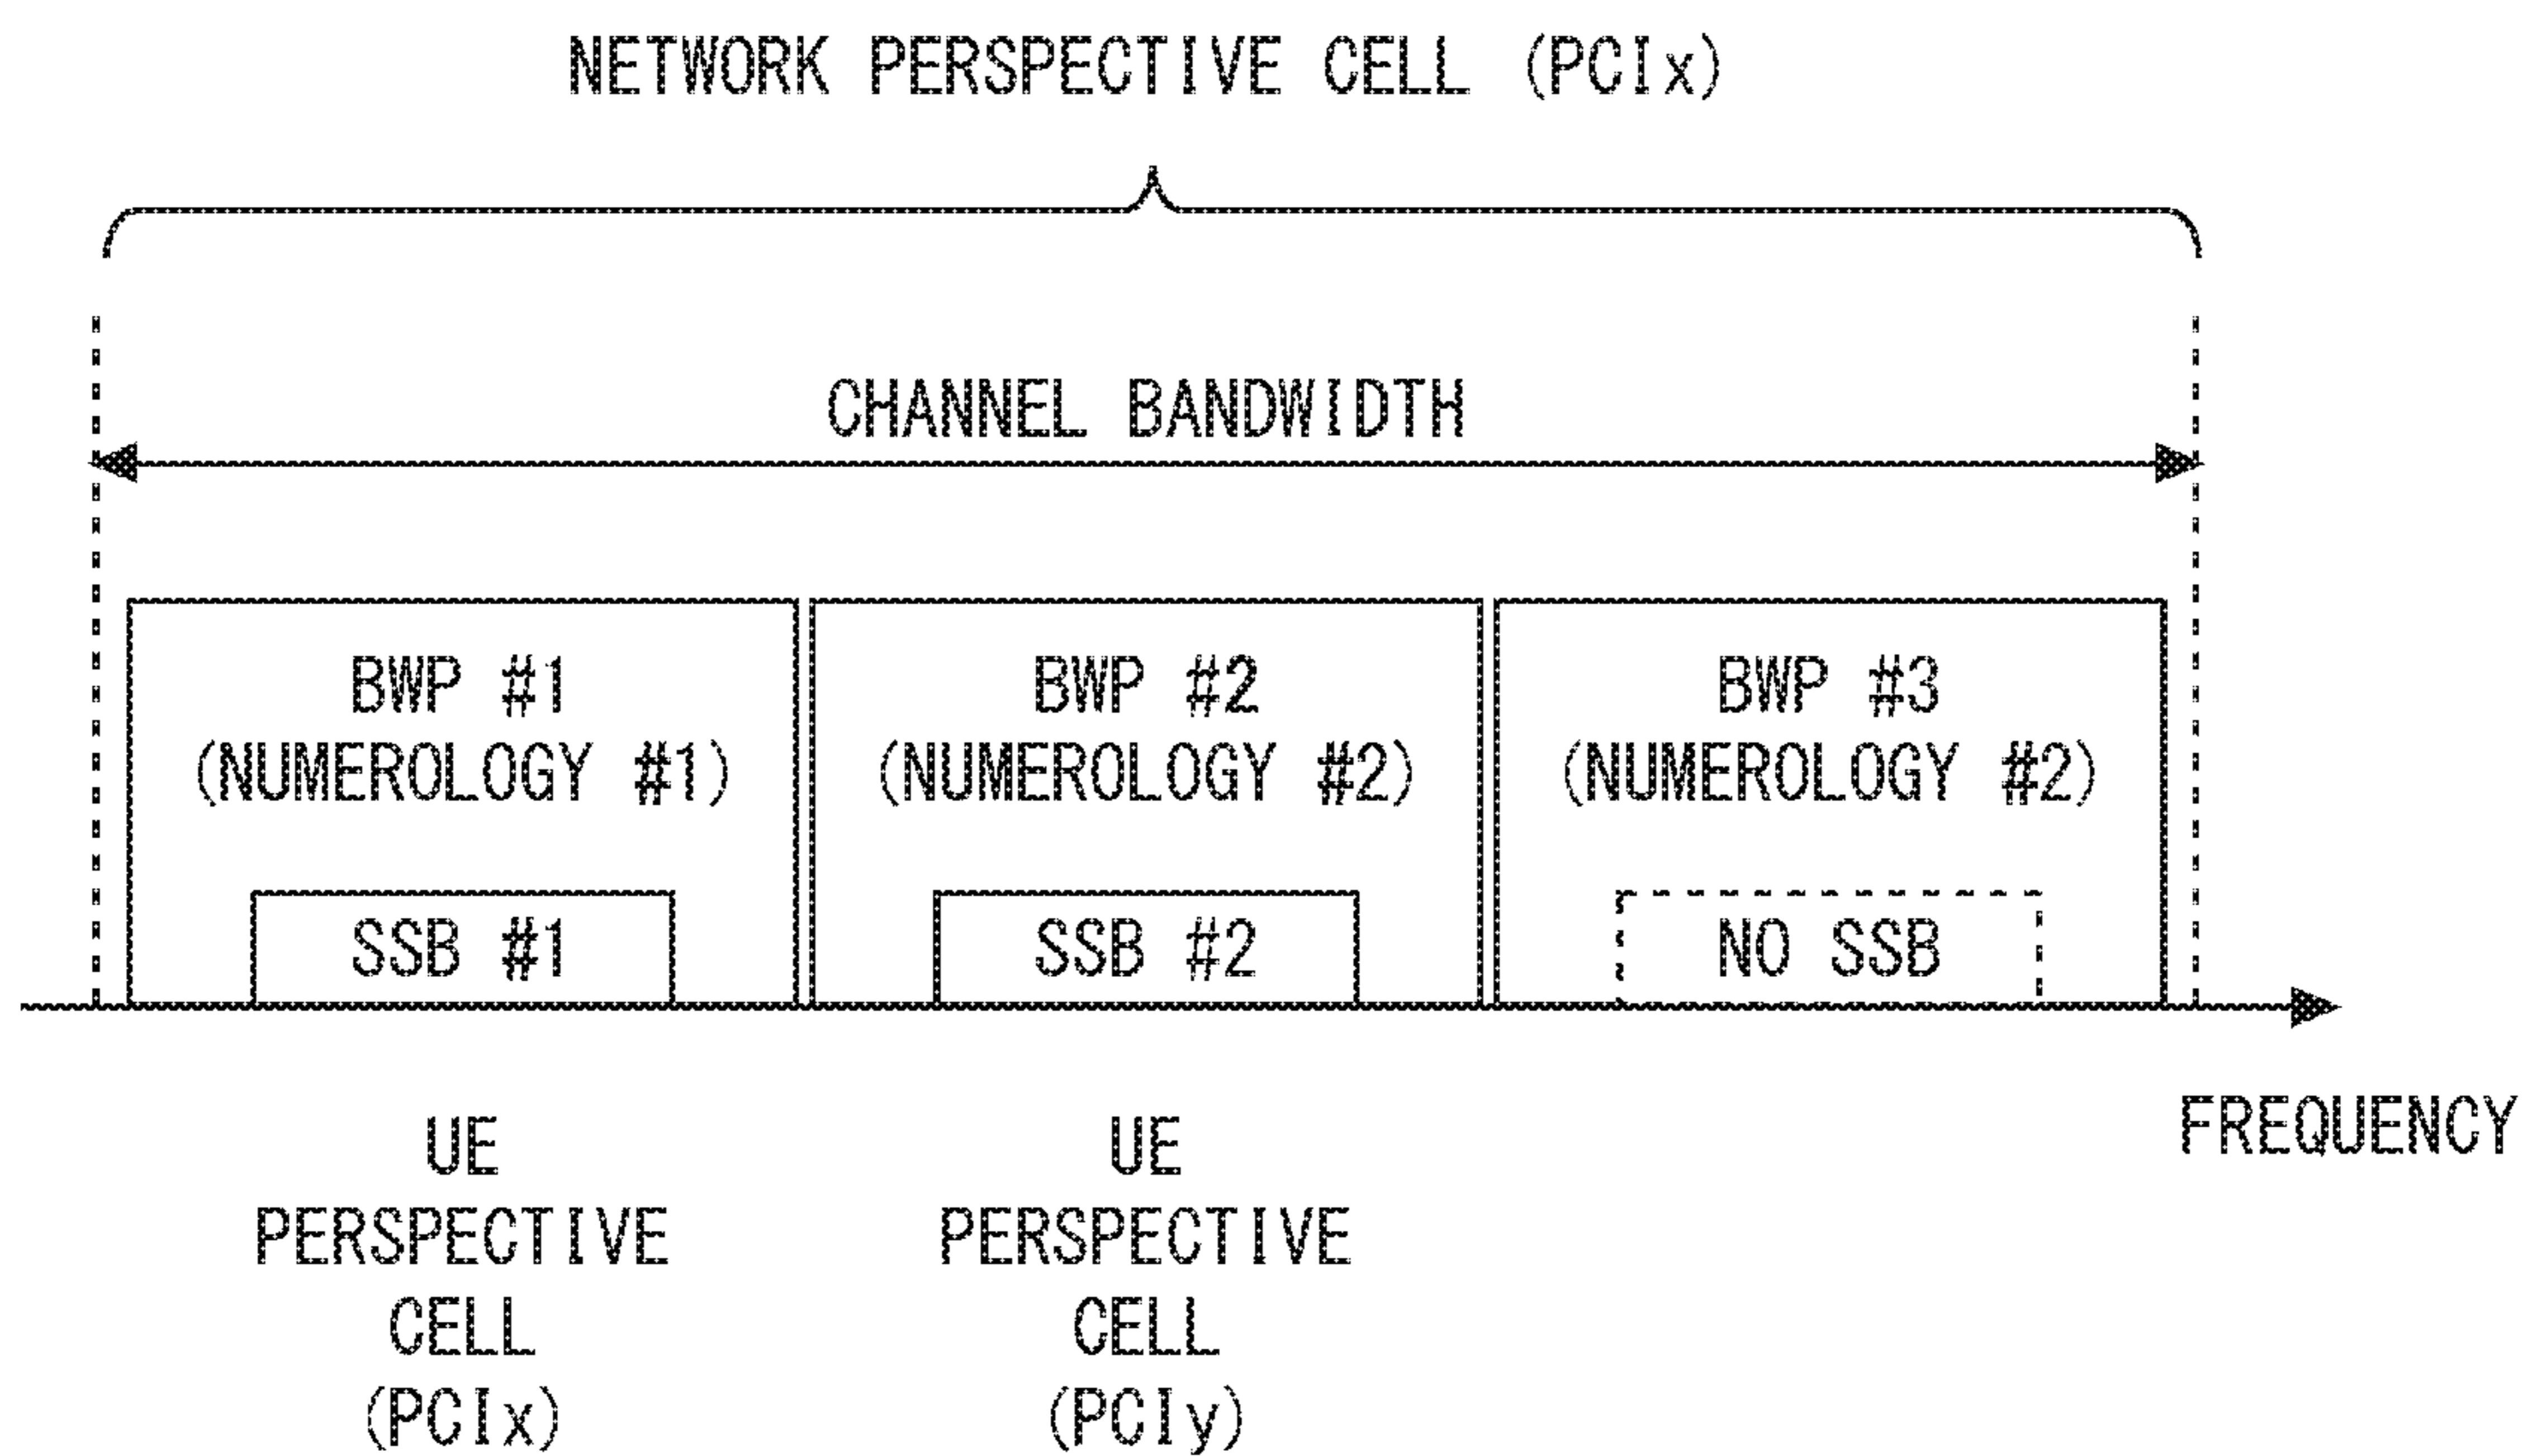 NETWORK PERSPECTIVE CELL (PCIx)
CHANNEL BANDWIDTH
BWP #1
(NUMEROLOGY #1)
SSB #1
BWP #2
(NUMEROLOGY #2)
SSB #2
BWP #3
(NUMEROLOGY #2)
NO SSB
FREQUENCY
UE
PERSPECTIVE
CELL
(PCIx)
UE
PERSPECTIVE
CELL
(PCIy)